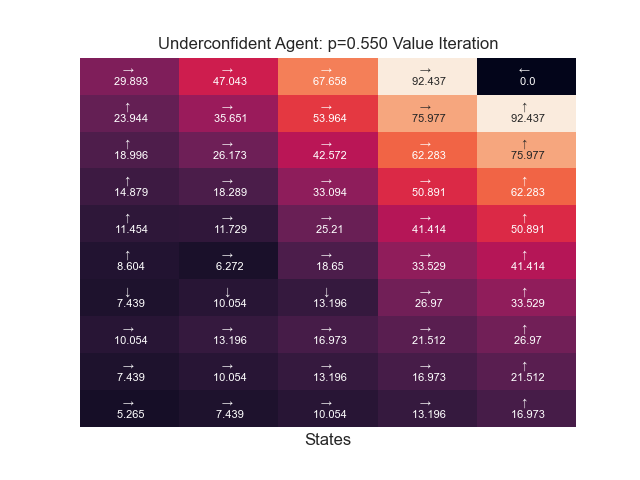 Underconfident Agent: p=0.550 Value Iteration
→ → → → ←
29.893 47.043 67.658 92.437 0.0
↑ → → → ↑
23.944 35.651 53.964 75.977 92.437
↑ → → → ↑
18.996 26.173 42.572 62.283 75.977
↑ → → → ↑
14.879 18.289 33.094 50.891 62.283
↑ → → → ↑
11.454 11.729 25.21 41.414 50.891
↑ → → → ↑
8.604 6.272 18.65 33.529 41.414
↓ ↓ ↓ → ↑
7.439 10.054 13.196 26.97 33.529
→ → → → ↑
10.054 13.196 16.973 21.512 26.97
→ → → → ↑
7.439 10.054 13.196 16.973 21.512
→ → → → ↑
5.265 7.439 10.054 13.196 16.973
States